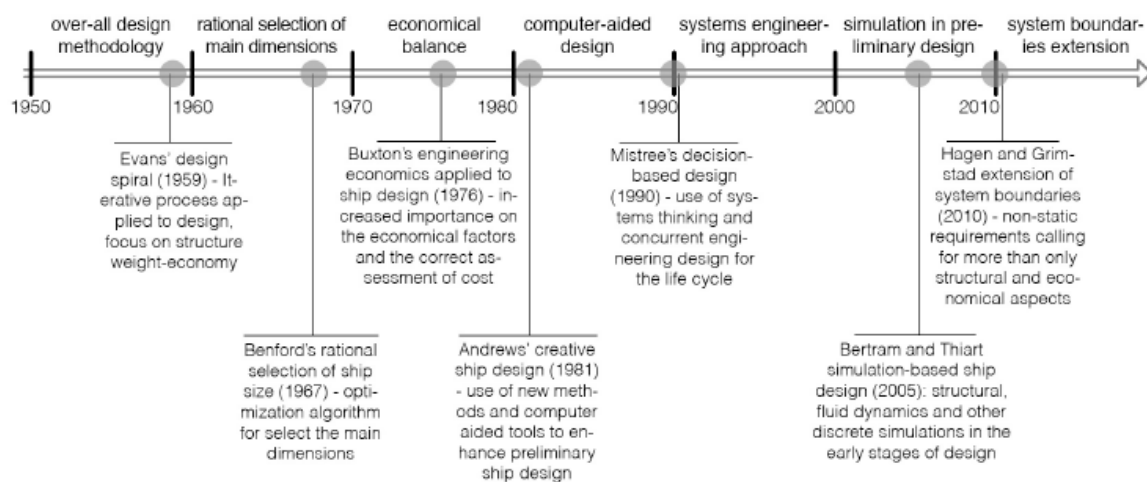 over-all design
methodology
rational selection of
main dimensions
economical
balance
computer-aided
design
systems engineer-
ing approach
simulation in pre-
liminary design
system boundar-
ies extension
1950
1960
1970
1980
1990
2000
2010
Evans' design
spiral (1959) - It-
erative process ap-
plied to design,
focus on structure
weight-economy
Buxton's engineering
economics applied to
ship design (1976) - in-
creased importance on
the economical factors
and the correct as-
sessment of cost
Mistree's decision-
based design
(1990) - use of sys-
tems thinking and
concurrent engi-
neering design for
the life cycle
Hagen and Grim-
stad extension of
system boundaries
(2010) - non-static
requirements calling
for more than only
structural and eco-
nomical aspects
Benford's rational
selection of ship
size (1967) - opti-
mization algorithm
for select the main
dimensions
Andrews' creative
ship design (1981)
- use of new meth-
ods and computer
aided tools to en-
hance preliminary
ship design
Bertram and Thiart
simulation-based ship
design (2005): structural,
fluid dynamics and other
discrete simulations in the
early stages of design